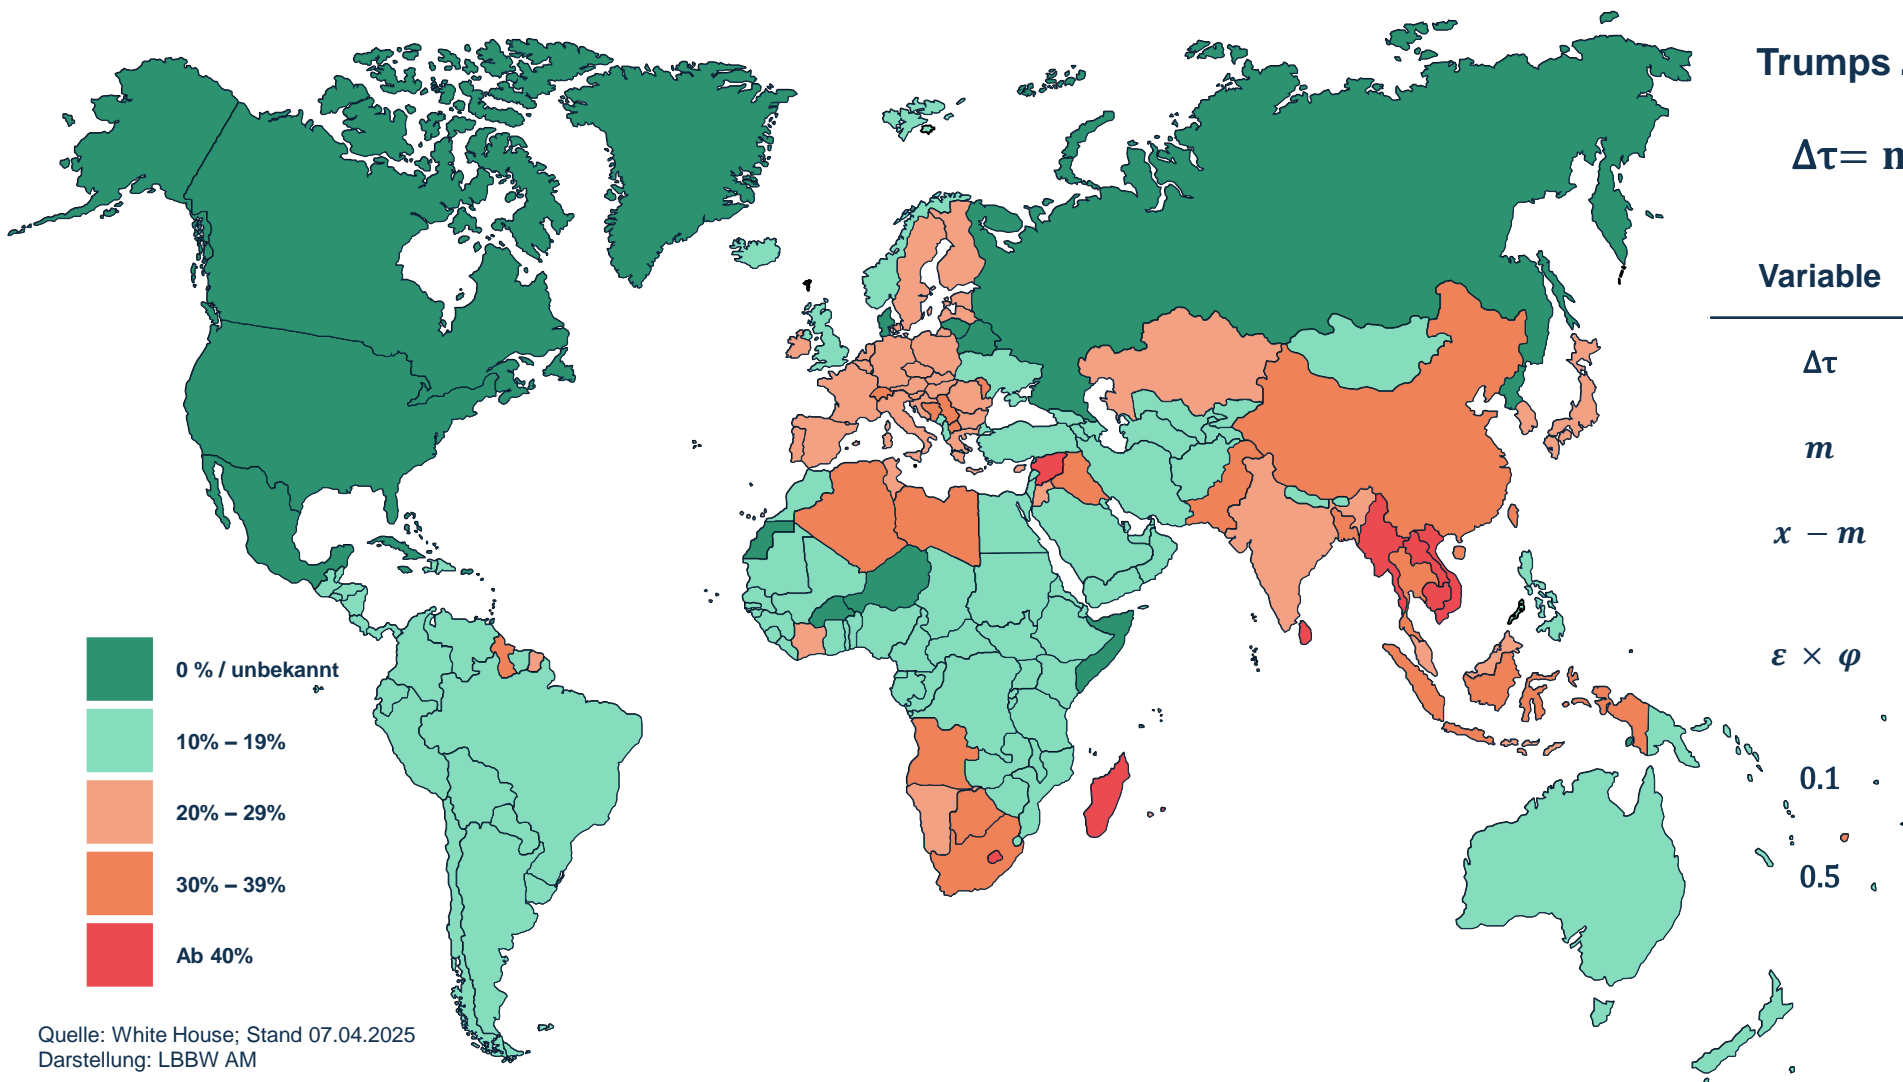 Trumps
Δτ= n
Variable
Δτ
m
x − m
ε × φ
0.1
0.5
0 % / unbekannt
10% – 19%
20% – 29%
30% – 39%
Ab 40%
Quelle: White House; Stand 07.04.2025
Darstellung: LBBW AM